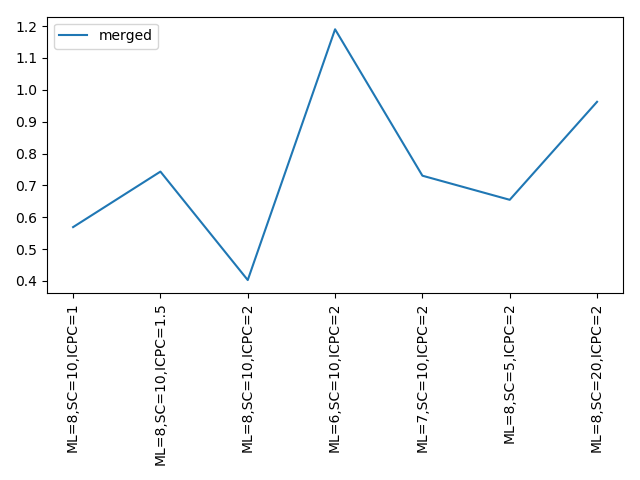 merged
1.2
1.1
1.0
0.9
0.8
0.7
0.6
0.5
0.4
ML=8,SC=10,ICPC=1
ML=8,SC=10,ICPC=1.5
ML=8,SC=10,ICPC=2
ML=6,SC=10,ICPC=2
ML=7,SC=10,ICPC=2
ML=8,SC=5,ICPC=2
ML=8,SC=20,ICPC=2